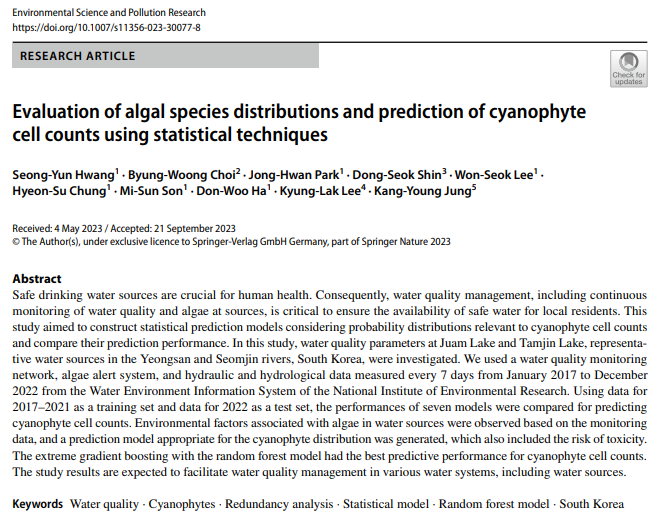 Environmental Science and Pollution Research
https://doi.org/10.1007/s11356-023-30077-8
RESEARCH ARTICLE
Check for
updates
Evaluation of algal species distributions and prediction of cyanophyte
cell counts using statistical techniques
Seong-Yun Hwang1 · Byung-Woong Choi2 · Jong-Hwan Park1 · Dong-Seok Shin3 · Won-Seok Lee1 ·
Hyeon-Su Chung1 · Mi-Sun Son1 · Don-Woo Ha1 · Kyung-Lak Lee4 · Kang-Young Jung5
Received: 4 May 2023 / Accepted: 21 September 2023
© The Author(s), under exclusive licence to Springer-Verlag GmbH Germany, part of Springer Nature 2023
Abstract
Safe drinking water sources are crucial for human health. Consequently, water quality management, including continuous
monitoring of water quality and algae at sources, is critical to ensure the availability of safe water for local residents. This
study aimed to construct statistical prediction models considering probability distributions relevant to cyanophyte cell counts
and compare their prediction performance. In this study, water quality parameters at Juam Lake and Tamjin Lake, representa-
tive water sources in the Yeongsan and Seomjin rivers, South Korea, were investigated. We used a water quality monitoring
network, algae alert system, and hydraulic and hydrological data measured every 7 days from January 2017 to December
2022 from the Water Environment Information System of the National Institute of Environmental Research. Using data for
2017–2021 as a training set and data for 2022 as a test set, the performances of seven models were compared for predicting
cyanophyte cell counts. Environmental factors associated with algae in water sources were observed based on the monitoring
data, and a prediction model appropriate for the cyanophyte distribution was generated, which also included the risk of toxicity.
The extreme gradient boosting with the random forest model had the best predictive performance for cyanophyte cell counts.
The study results are expected to facilitate water quality management in various water systems, including water sources.
Keywords Water quality · Cyanophytes · Redundancy analysis · Statistical model · Random forest model · South Korea